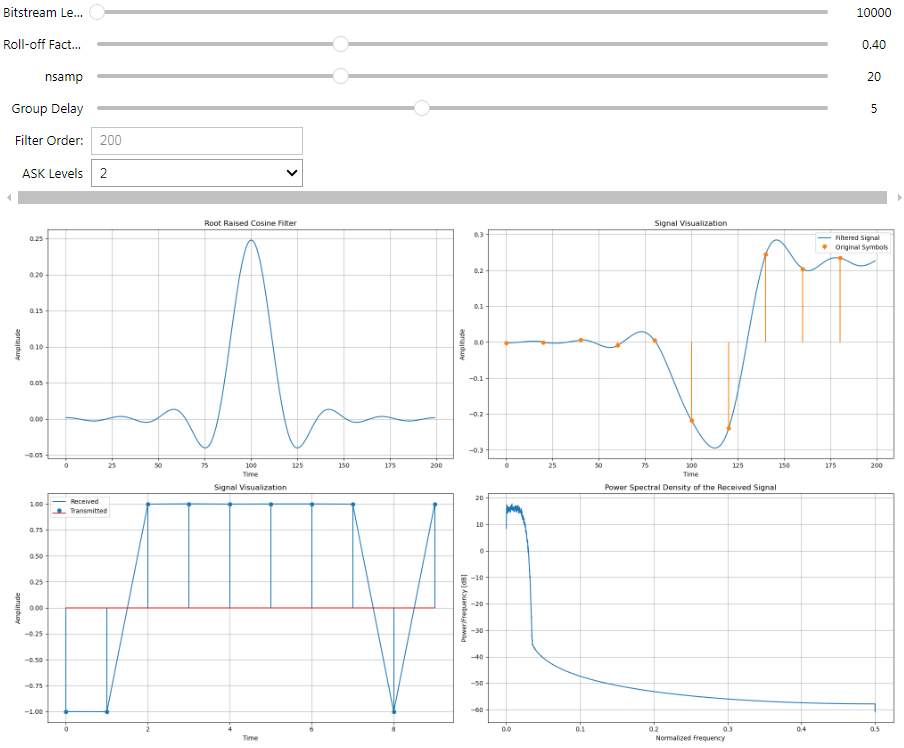 Bitstream Le... 10000
Roll-off Fact... 0.40
nsamp 20
Group Delay 5
Filter Order: 200
ASK Levels 2
Root Raised Cosine Filter
0.25
0.20
0.15
0.10
0.05
0.00
−0.05
Amplitude
0 25 50 75 100 125 150 175 200
Time
Signal Visualization
Filtered Signal
Original Symbols
0.3
0.2
0.1
0.0
−0.1
−0.2
−0.3
Amplitude
0 25 50 75 100 125 150 175 200
Time
Signal Visualization
Received
Transmitted
1.00
0.75
0.50
0.25
0.00
−0.25
−0.50
−0.75
−1.00
Amplitude
0 2 4 6 8
Time
Power Spectral Density of the Received Signal
20
10
0
−10
−20
−30
−40
−50
−60
Power/Frequency [dB]
0.0 0.1 0.2 0.3 0.4 0.5
Normalized Frequency